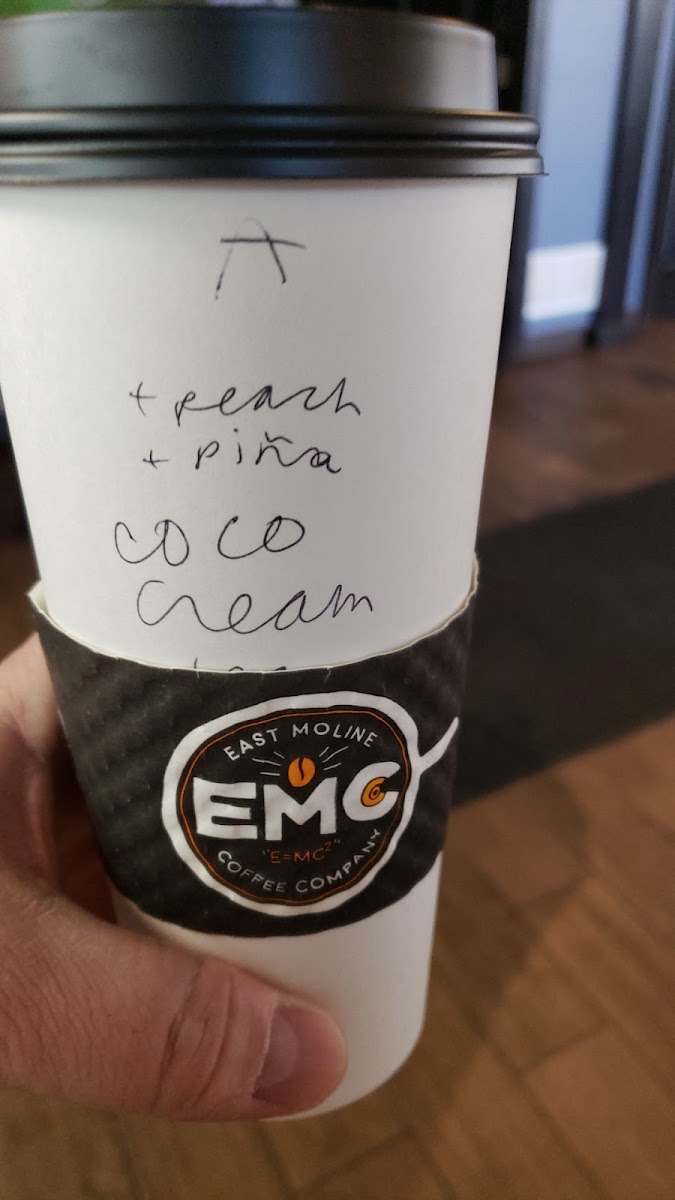 A
+ peach
+ piña
coco
cream
EAST MOLINE
EMC
"E=MC²"
COFFEE COMPANY